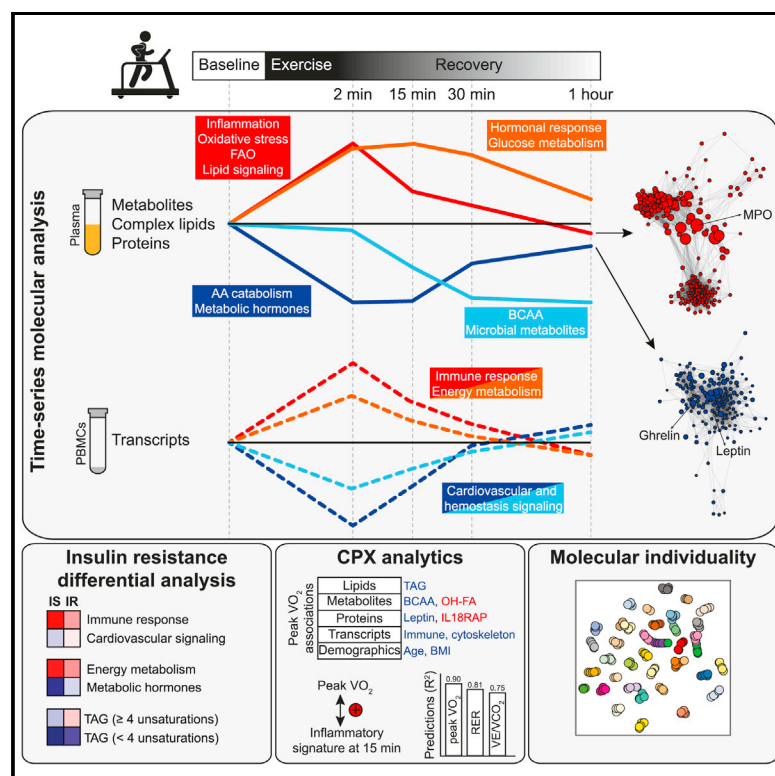 Baseline
Exercise
Recovery
2 min
15 min
30 min
1 hour
Time-series molecular analysis
Plasma
Metabolites
Complex lipids
Proteins
Inflammation
Oxidative stress
FAO
Lipid signaling
Hormonal response
Glucose metabolism
AA catabolism
Metabolic hormones
BCAA
Microbial metabolites
MPO
PBMCs
Transcripts
Immune response
Energy metabolism
Cardiovascular and
hemostasis signaling
Ghrelin
Leptin
Insulin resistance
differential analysis
IS IR
Immune response
Cardiovascular signaling
Energy metabolism
Metabolic hormones
TAG (≥ 4 unsaturations)
TAG (< 4 unsaturations)
CPX analytics
Peak VO2
associations
Lipids TAG
Metabolites BCAA, OH-FA
Proteins Leptin, IL18RAP
Transcripts Immune, cytoskeleton
Demographics Age, BMI
Peak VO2
+
Inflammatory
signature at 15 min
Predictions (R2)
0.90
0.81
0.75
peak VO2
RER
VE/VCO2
Molecular individuality